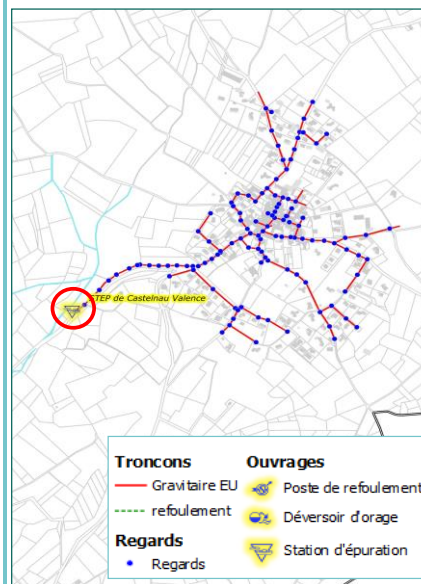 STEP de Castelnau Valence
Troncons
Gravitaire EU
refoulement
Regards
Regards
Ouvrages
Poste de refoulement
Déversoir d'orage
Station d'épuration